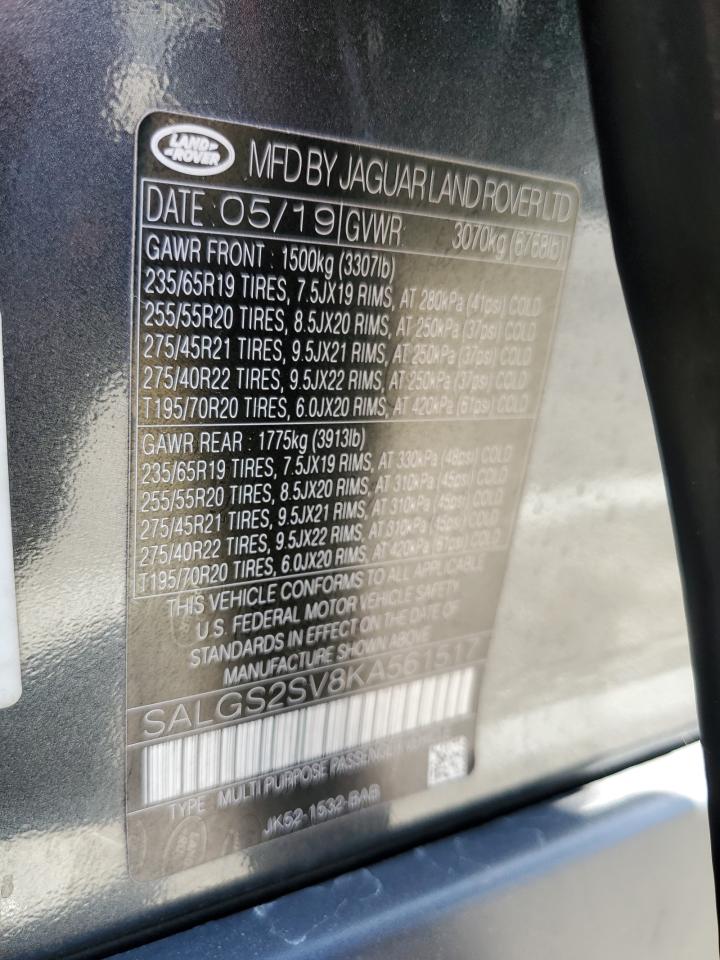 LAND ROVER
MFD BY JAGUAR LAND ROVER LTD
DATE: 05/19 GVWR: 3070kg (6768lb)
GAWR FRONT : 1500kg (3307lb)
235/65R19 TIRES, 7.5JX19 RIMS, AT 280kPa (41psi) COLD
255/55R20 TIRES, 8.5JX20 RIMS, AT 250kPa (37psi) COLD
275/45R21 TIRES, 9.5JX21 RIMS, AT 250kPa (37psi) COLD
275/40R22 TIRES, 9.5JX22 RIMS, AT 250kPa (37psi) COLD
T195/70R20 TIRES, 6.0JX20 RIMS, AT 420kPa (61psi) COLD
GAWR REAR : 1775kg (3913lb)
235/65R19 TIRES, 7.5JX19 RIMS, AT 330kPa (48psi) COLD
255/55R20 TIRES, 8.5JX20 RIMS, AT 310kPa (45psi) COLD
275/45R21 TIRES, 9.5JX21 RIMS, AT 310kPa (45psi) COLD
275/40R22 TIRES, 9.5JX22 RIMS, AT 310kPa (45psi) COLD
T195/70R20 TIRES, 6.0JX20 RIMS, AT 420kPa (61psi) COLD
THIS VEHICLE CONFORMS TO ALL APPLICABLE
U.S. FEDERAL MOTOR VEHICLE SAFETY
STANDARDS IN EFFECT ON THE DATE OF
MANUFACTURE SHOWN ABOVE
SALGS2SV8KA561517
TYPE MULTI PURPOSE PASSENGER
JK52-1532-BAB